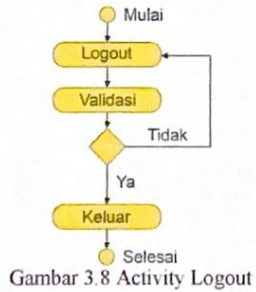 Mulai
Logout
Validasi
Tidak
Ya
Keluar
Selesai
Gambar 3.8 Activity Logout